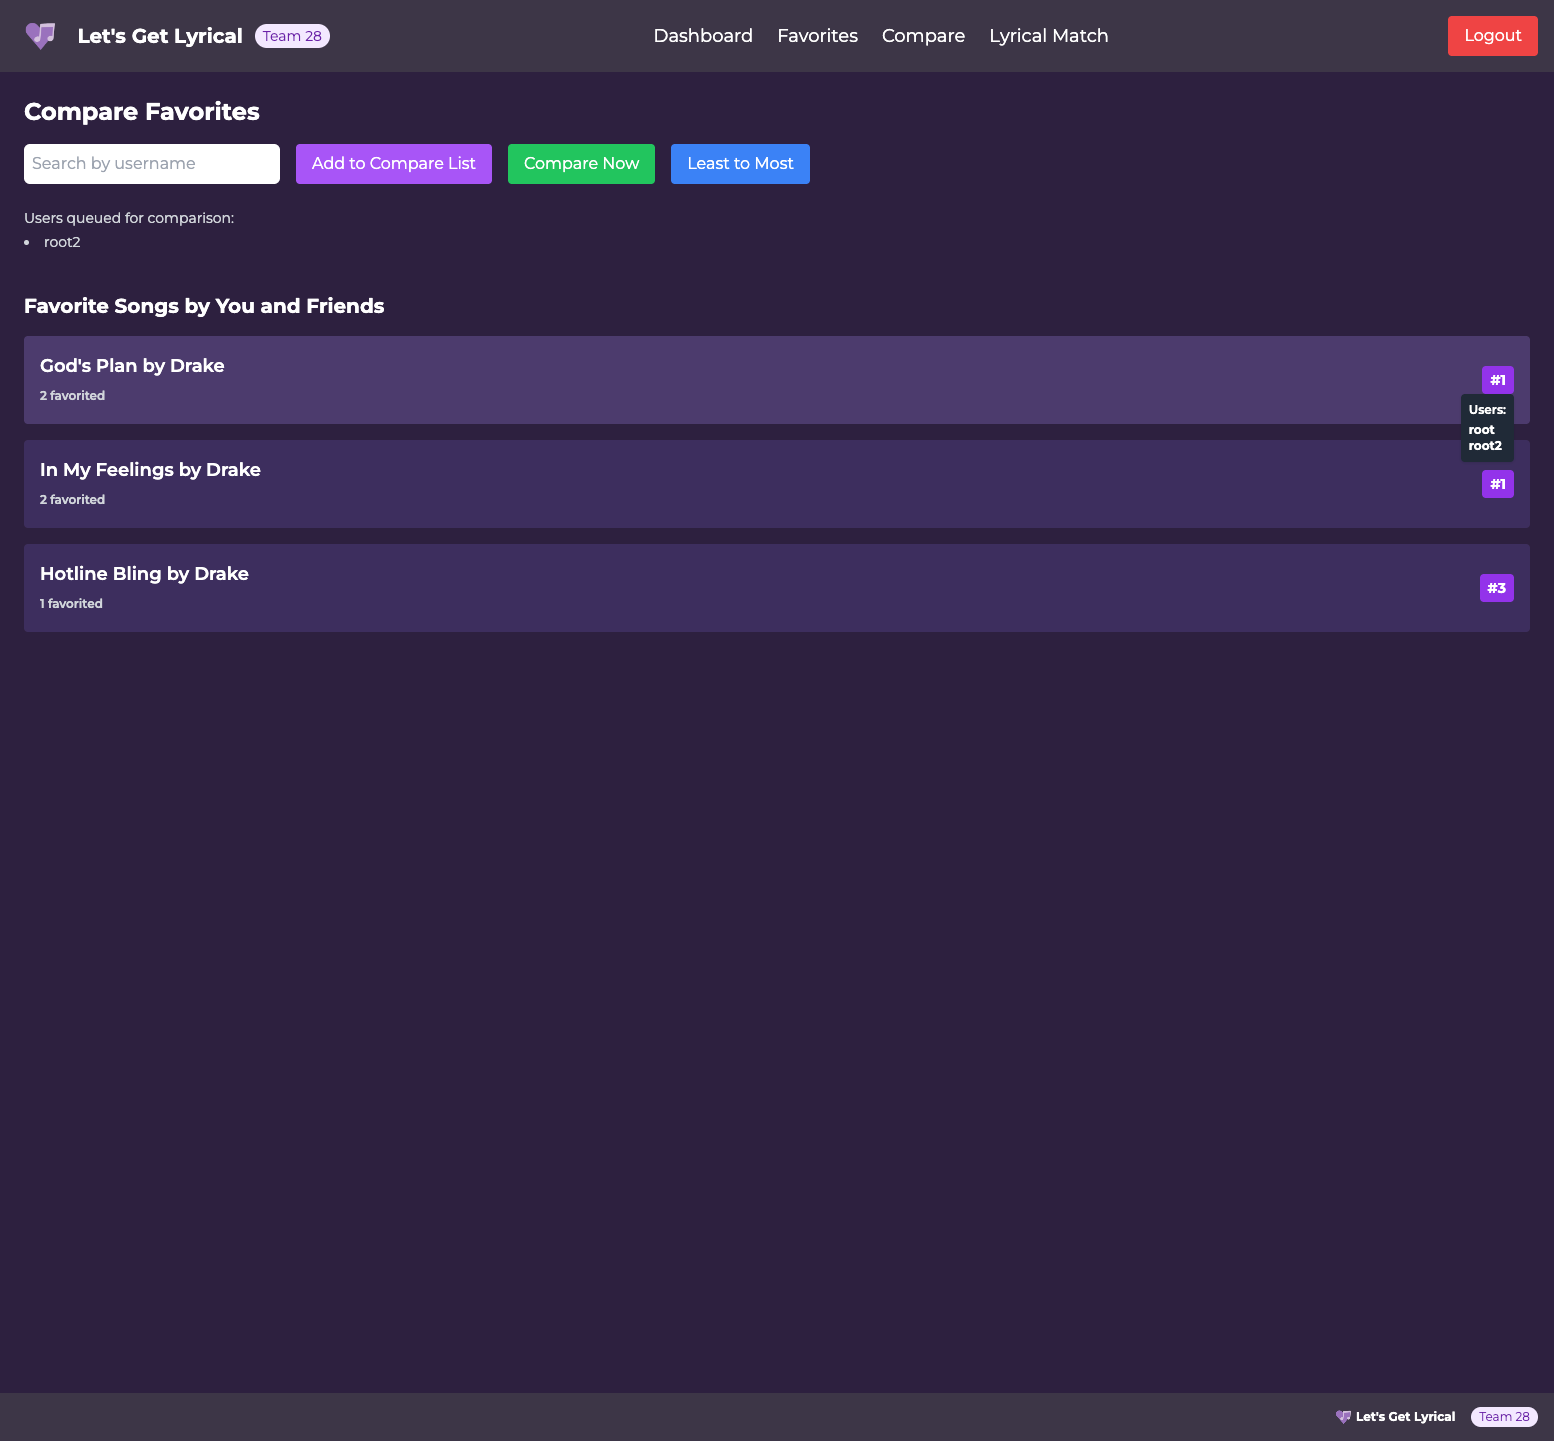 Let's Get Lyrical Team 28 Dashboard Favorites Compare Lyrical Match Logout
Compare Favorites
Search by username Add to Compare List Compare Now Least to Most
Users queued for comparison:
• root2
Favorite Songs by You and Friends
God's Plan by Drake
2 favorited
#1
Users:
root
root2
In My Feelings by Drake
2 favorited
#1
Hotline Bling by Drake
1 favorited
#3
Let's Get Lyrical Team 28